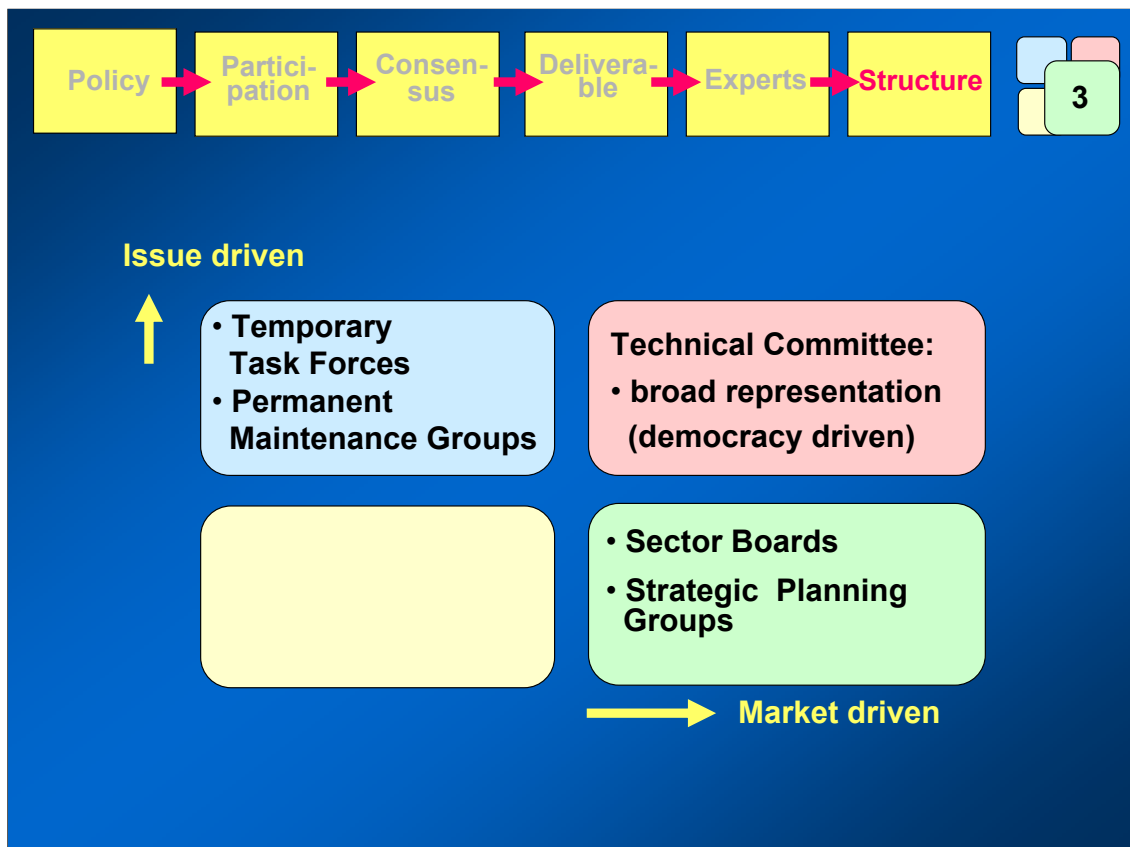 Policy
Partici-
pation
Consen-
sus
Delivera-
ble
Experts
Structure
3
Issue driven
• Temporary
Task Forces
• Permanent
Maintenance Groups
Technical Committee:
• broad representation
(democracy driven)
• Sector Boards
• Strategic Planning
Groups
Market driven